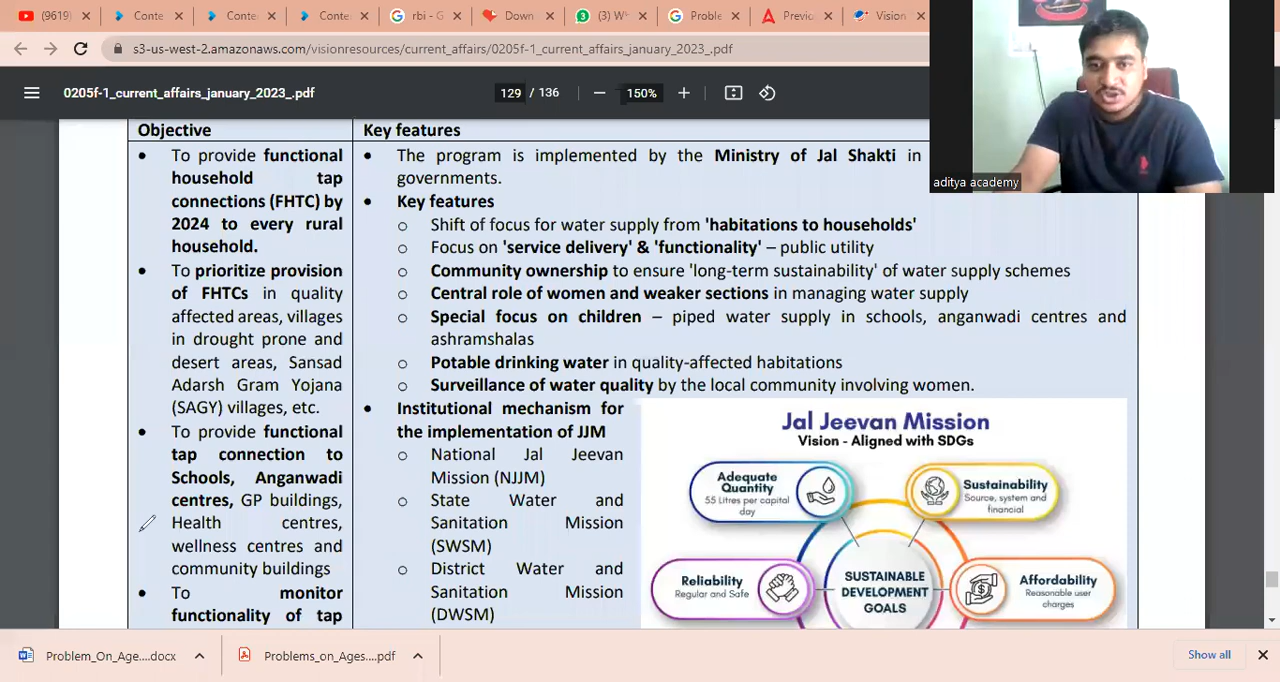 (9619)
Conte
Conte
Conte
rbi - G
Down
(3) W
Proble
Previo
Vision
s3-us-west-2.amazonaws.com/visionresources/current_affairs/0205f-1_current_affairs_january_2023_.pdf
0205f-1_current_affairs_january_2023_.pdf
129 / 136
150%
aditya academy
Objective
To provide functional
household tap
connections (FHTC) by
2024 to every rural
household.
To prioritize provision
of FHTCs in quality
affected areas, villages
in drought prone and
desert areas, Sansad
Adarsh Gram Yojana
(SAGY) villages, etc.
To provide functional
tap connection to
Schools, Anganwadi
centres, GP buildings,
Health centres,
wellness centres and
community buildings
To monitor
functionality of tap
Key features
The program is implemented by the Ministry of Jal Shakti in
governments.
Key features
Shift of focus for water supply from 'habitations to households'
Focus on 'service delivery' & 'functionality' – public utility
Community ownership to ensure 'long-term sustainability' of water supply schemes
Central role of women and weaker sections in managing water supply
Special focus on children – piped water supply in schools, anganwadi centres and
ashramshalas
Potable drinking water in quality-affected habitations
Surveillance of water quality by the local community involving women.
Institutional mechanism for
the implementation of JJM
National Jal Jeevan
Mission (NJJM)
State Water and
Sanitation Mission
(SWSM)
District Water and
Sanitation Mission
(DWSM)
Jal Jeevan Mission
Vision - Aligned with SDGs
Adequate
Quantity
55 Litres per capital
day
Sustainability
Source, system and
financial
Reliability
Regular and Safe
SUSTAINABLE
DEVELOPMENT
GOALS
Affordability
Reasonable user
charges
Problem_On_Age....docx
Problems_on_Ages....pdf
Show all